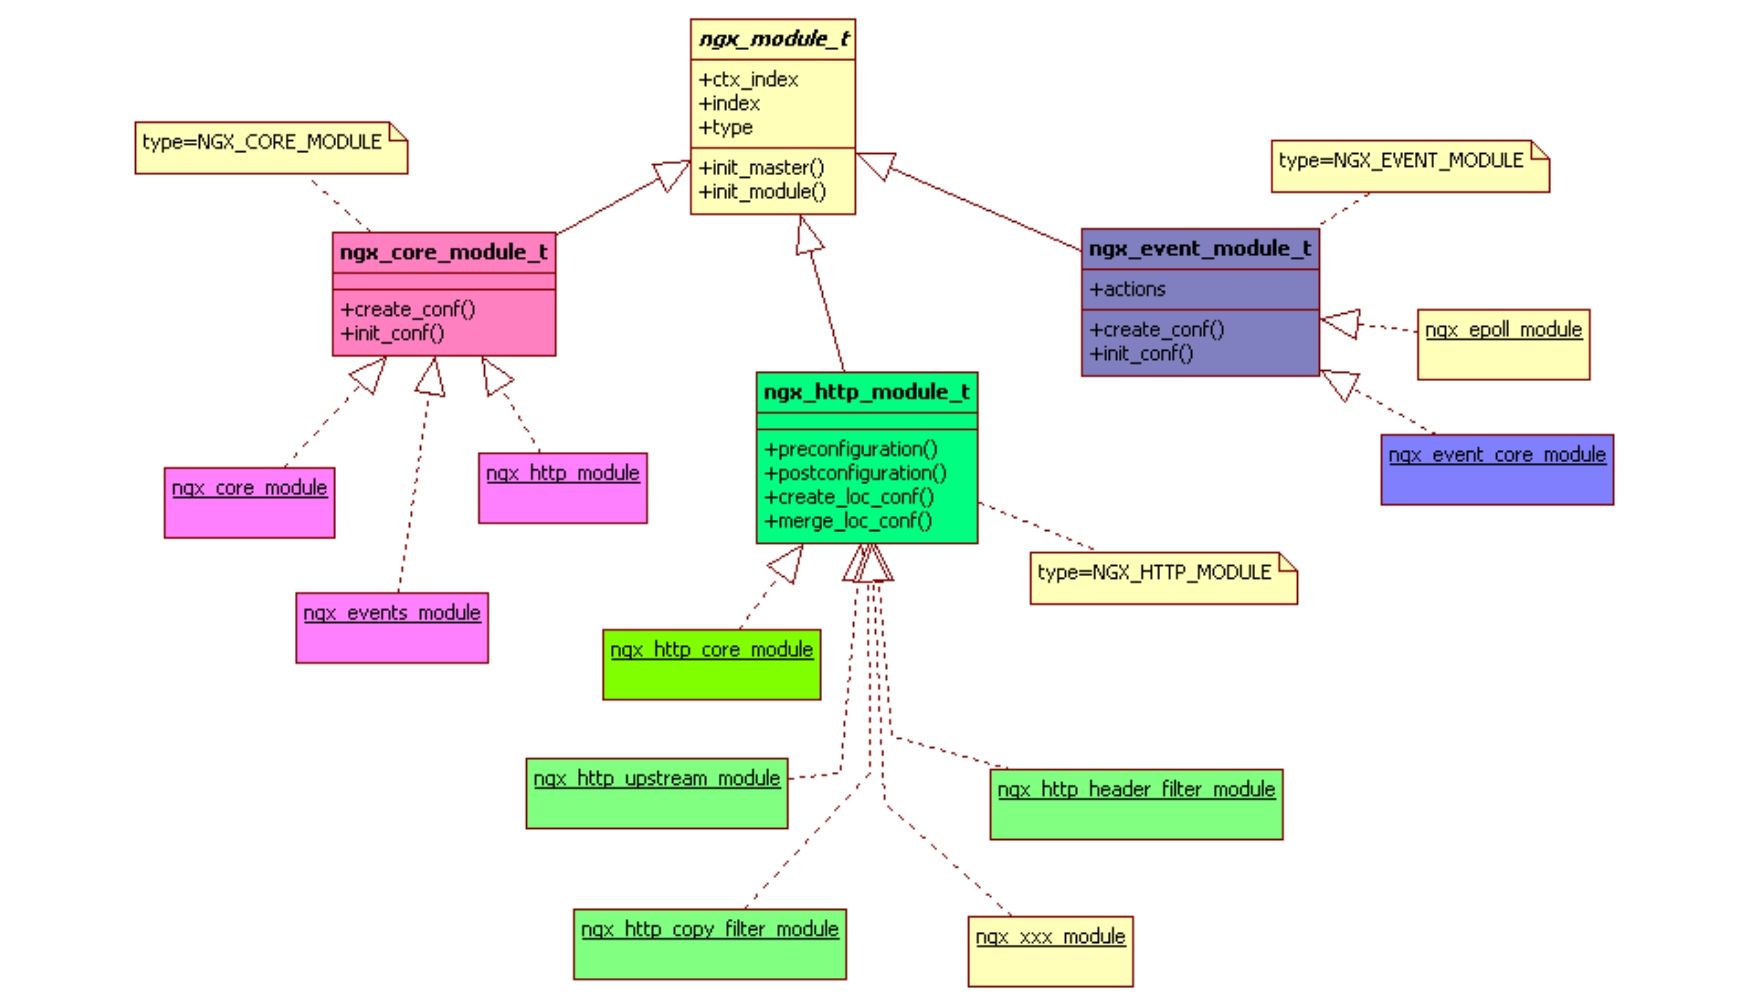 ngx_module_t
+ctx_index
+index
+type
+init_master()
+init_module()
type=NGX_CORE_MODULE
type=NGX_EVENT_MODULE
ngx_core_module_t
+create_conf()
+init_conf()
ngx_event_module_t
+actions
+create_conf()
+init_conf()
ngx_epoll_module
ngx_http_module_t
+preconfiguration()
+postconfiguration()
+create_loc_conf()
+merge_loc_conf()
ngx_event_core_module
ngx_core_module
ngx_http_module
type=NGX_HTTP_MODULE
ngx_events_module
ngx_http_core_module
ngx_http_upstream_module
ngx_http_header_filter_module
ngx_http_copy_filter_module
ngx_xxx_module